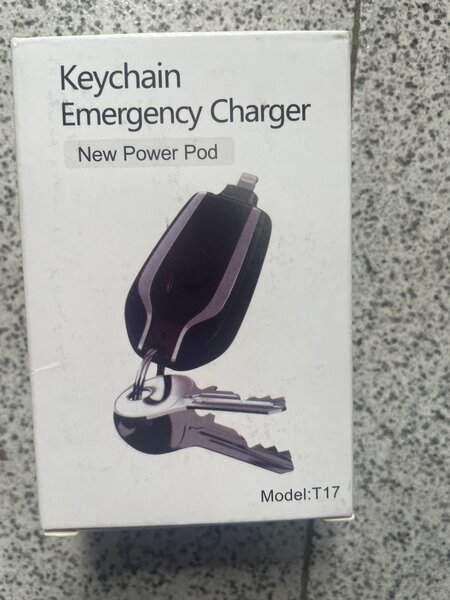 Keychain
Emergency Charger
New Power Pod
Model:T17